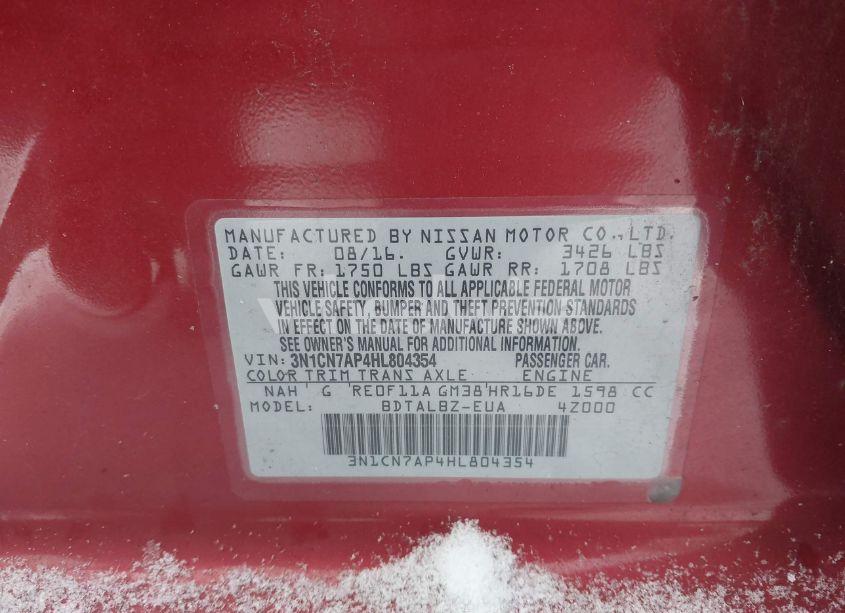 MANUFACTURED BY NISSAN MOTOR CO.,LTD.
DATE: 08/16. GVWR: 3426 LBS
GAWR FR: 1750 LBS GAWR RR: 1708 LBS
THIS VEHICLE CONFORMS TO ALL APPLICABLE FEDERAL MOTOR
VEHICLE SAFETY, BUMPER AND THEFT PREVENTION STANDARDS
IN EFFECT ON THE DATE OF MANUFACTURE SHOWN ABOVE.
SEE OWNER'S MANUAL FOR ADDITIONAL INFORMATION.
VIN: 3N1CN7AP4HL804354 PASSENGER CAR.
COLOR TRIM TRANS AXLE ENGINE
NAH G RE0F11A GM38 HR16DE 1598 CC
MODEL: BDTALBZ-EUA 4Z000
3N1CN7AP4HL804354